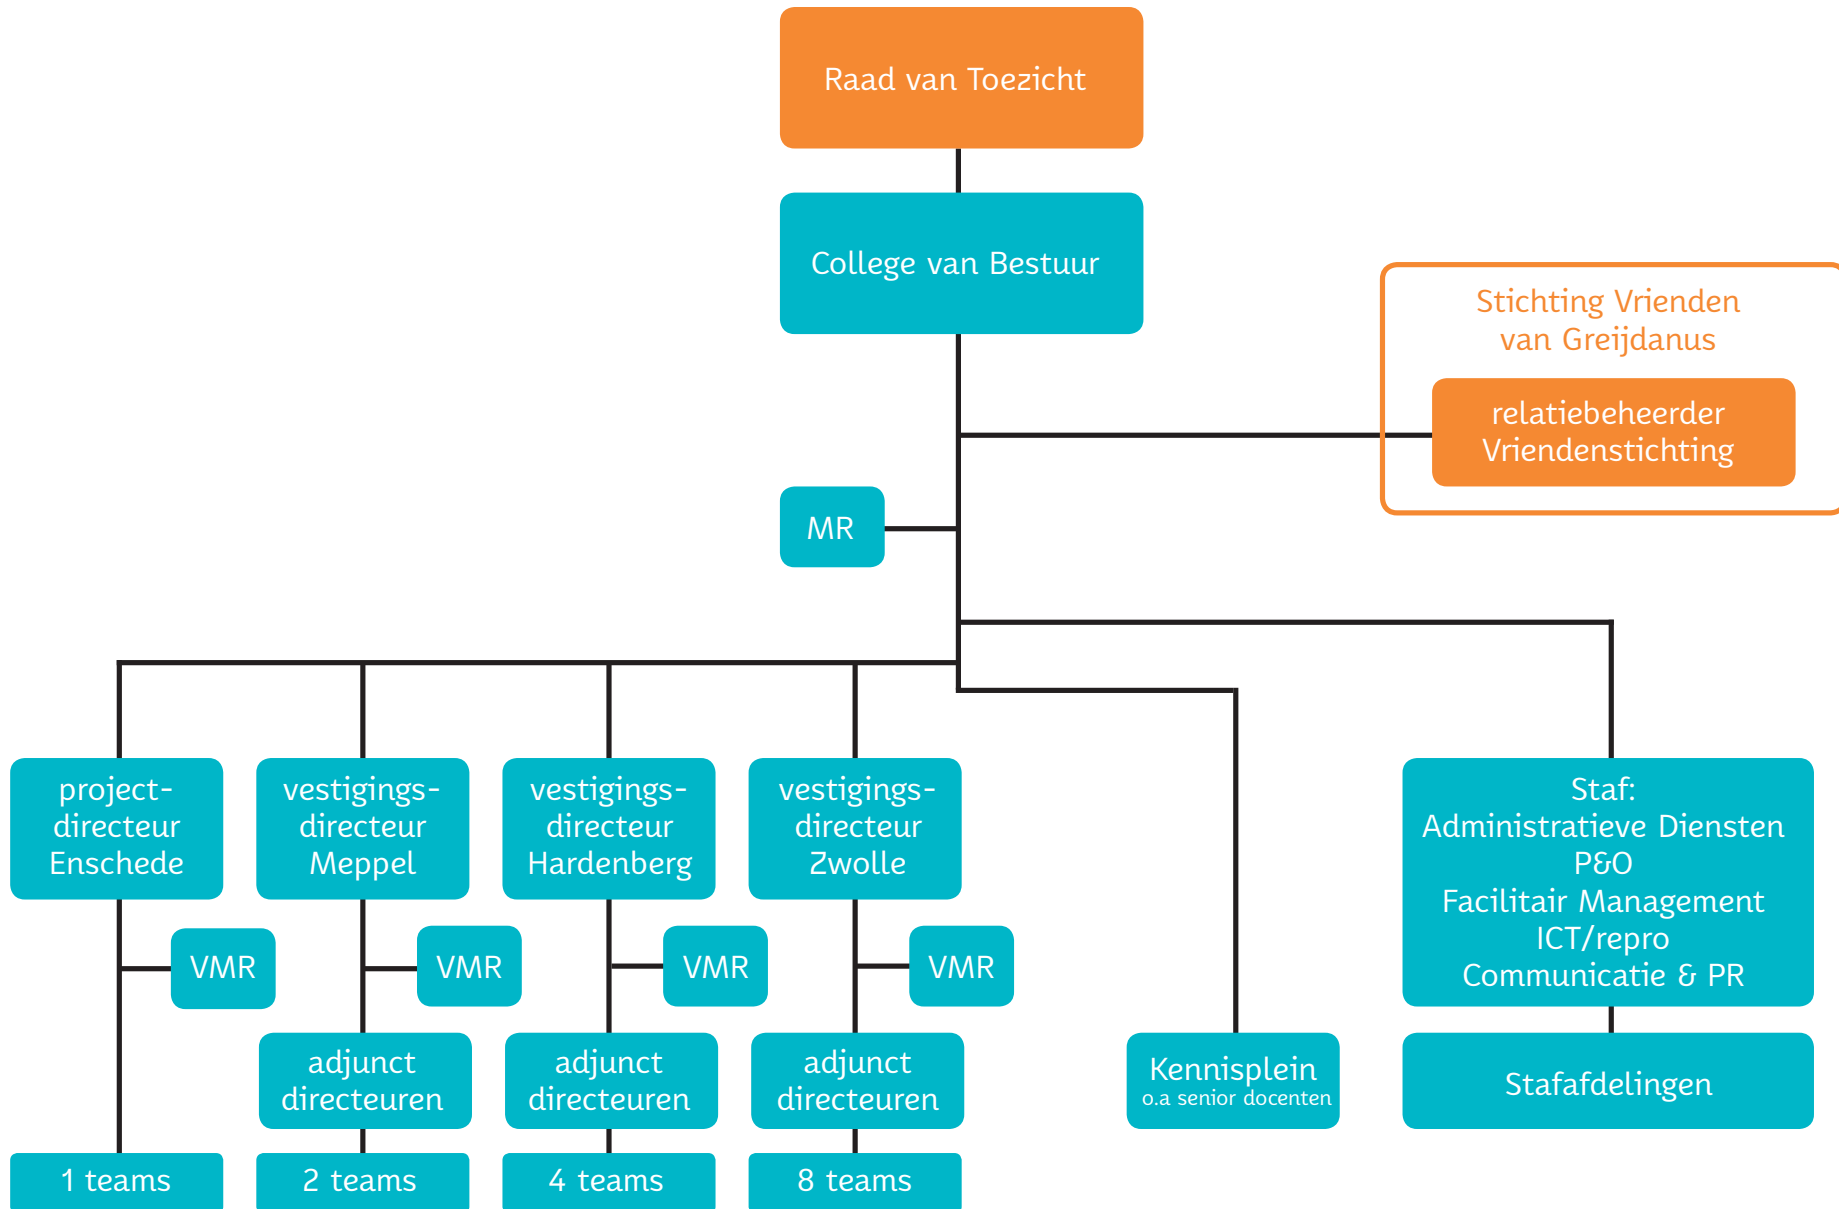 Raad van Toezicht
College van Bestuur
Stichting Vrienden
van Greijdanus
relatiebeheerder
Vriendenstichting
MR
project-
directeur
Enschede
vestigings-
directeur
Meppel
vestigings-
directeur
Hardenberg
vestigings-
directeur
Zwolle
Staf:
Administratieve Diensten
P&O
Facilitair Management
ICT/repro
Communicatie & PR
VMR
VMR
VMR
VMR
adjunct
directeuren
adjunct
directeuren
adjunct
directeuren
Kennisplein
o.a senior docenten
Stafafdelingen
1 teams
2 teams
4 teams
8 teams